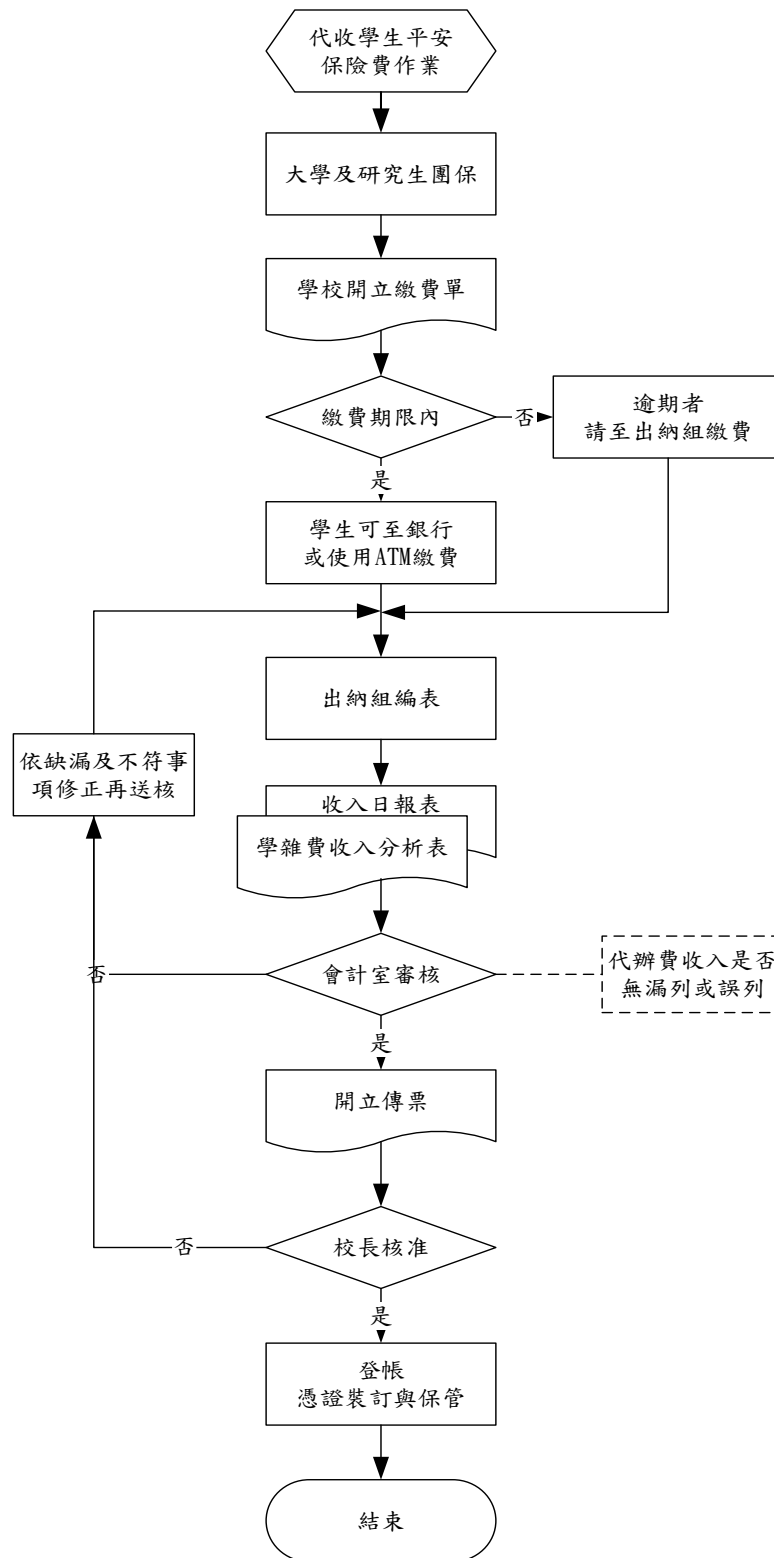 代收學生平安
保險費作業
大學及研究生團保
學校開立繳費單
繳費期限內
否
逾期者
請至出納組繳費
是
學生可至銀行
或使用ATM繳費
出納組編表
依缺漏及不符事
項修正再送核
收入日報表
學雜費收入分析表
否
會計室審核
代辦費收入是否
無漏列或誤列
是
開立傳票
否
校長核准
是
登帳
憑證裝訂與保管
結束